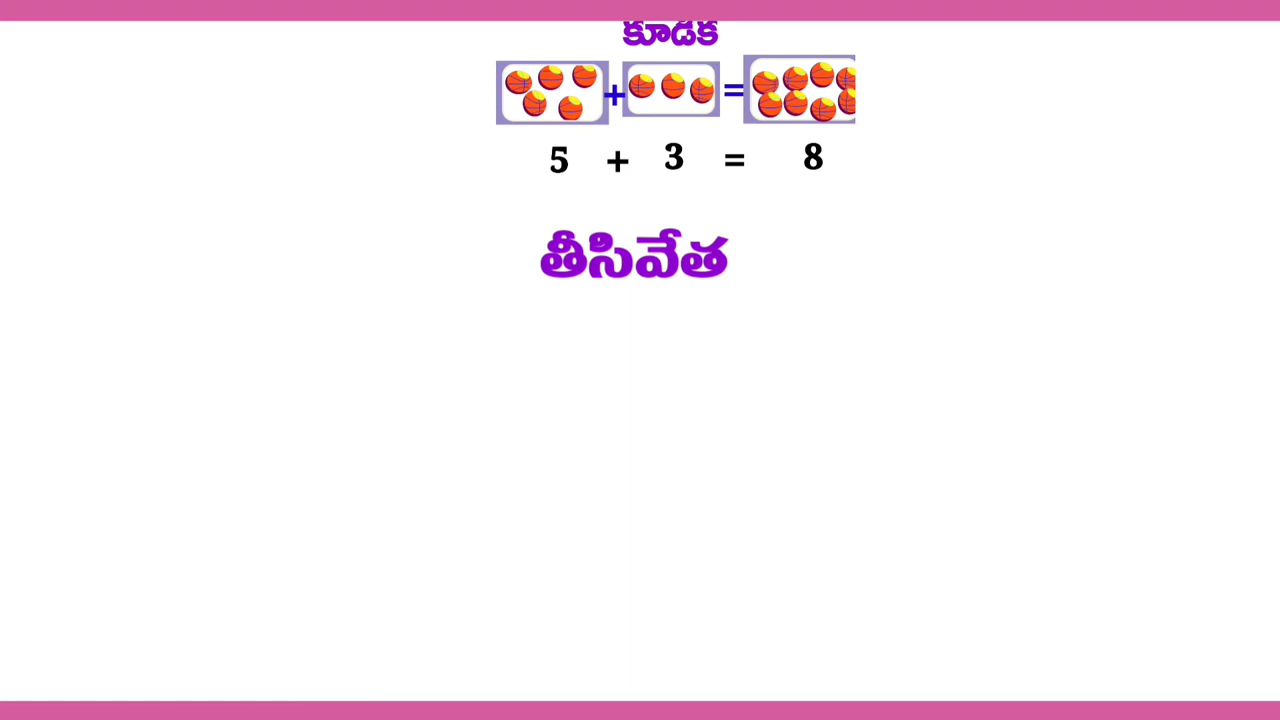 కూడిక
+ =
5 + 3 = 8
తీసివేత